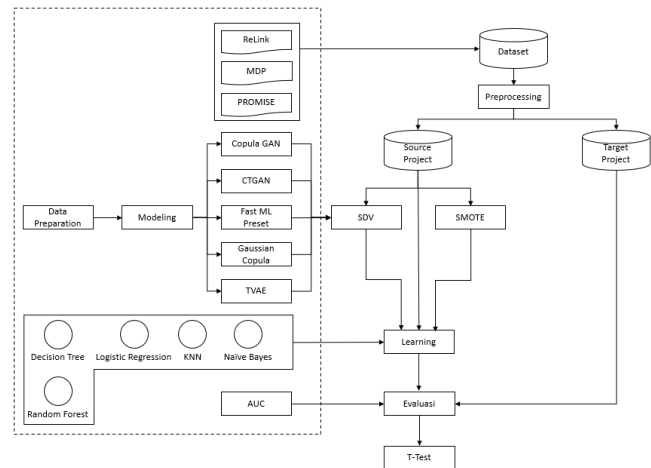 ReLink
MDP
PROMISE
Dataset
Preprocessing
Copula GAN
CTGAN
Fast ML
Preset
Gaussian
Copula
TVAE
Data
Preparation
Modeling
Source
Project
Target
Project
SDV
SMOTE
Decision Tree
Logistic Regression
KNN
Naïve Bayes
Random Forest
Learning
AUC
Evaluasi
T-Test